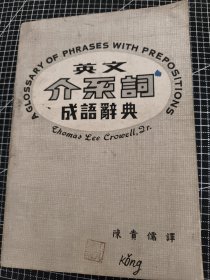 A GLOSSARY OF PHRASES WITH PREPOSITIONS
英文
介系詞
成語辭典
Thomas Lee Crowell, Jr.
陳書儒譯
Kong